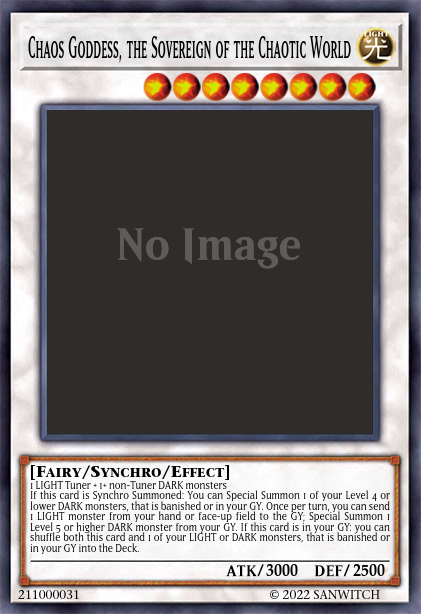 Chaos Goddess, the Sovereign of the Chaotic World
LIGHT
光
No Image
[Fairy/Synchro/Effect]
1 LIGHT Tuner + 1+ non-Tuner DARK monsters
If this card is Synchro Summoned: You can Special Summon 1 of your Level 4 or
lower DARK monsters, that is banished or in your GY. Once per turn, you can send
1 LIGHT monster from your hand or face-up field to the GY; Special Summon 1
Level 5 or higher DARK monster from your GY. If this card is in your GY: you can
shuffle both this card and 1 of your LIGHT or DARK monsters, that is banished or
in your GY into the Deck.
ATK/3000 DEF/2500
211000031 © 2022 SANWITCH